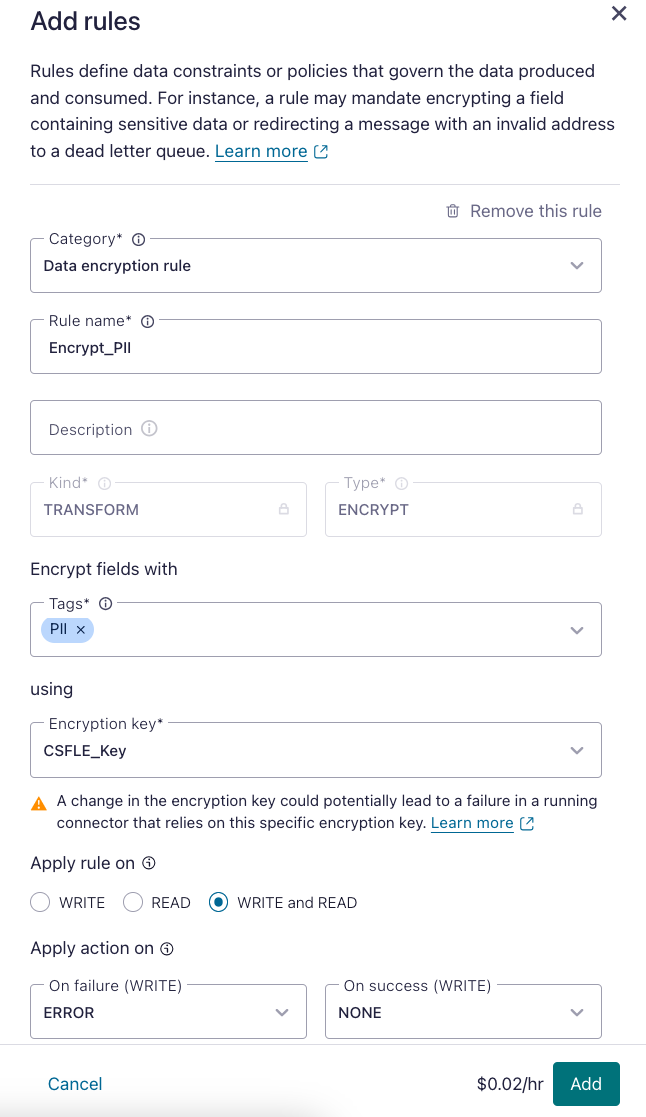 Add rules
Rules define data constraints or policies that govern the data produced
and consumed. For instance, a rule may mandate encrypting a field
containing sensitive data or redirecting a message with an invalid address
to a dead letter queue. Learn more
Remove this rule
Category*
Data encryption rule
Rule name*
Encrypt_PII
Description
Kind*
TRANSFORM
Type*
ENCRYPT
Encrypt fields with
Tags*
PII
using
Encryption key*
CSFLE_Key
A change in the encryption key could potentially lead to a failure in a running
connector that relies on this specific encryption key. Learn more
Apply rule on
WRITE READ WRITE and READ
Apply action on
On failure (WRITE)
ERROR
On success (WRITE)
NONE
Cancel $0.02/hr Add